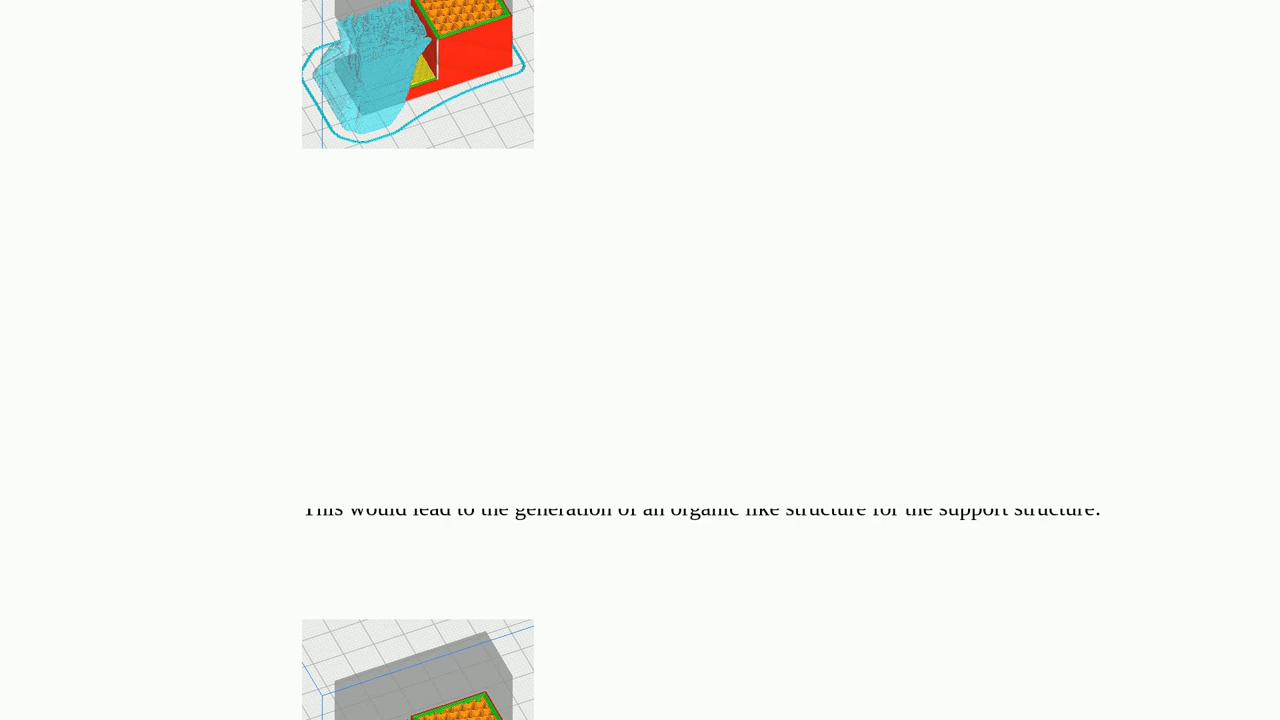 This would lead to the generation of an organic like structure for the support structure.